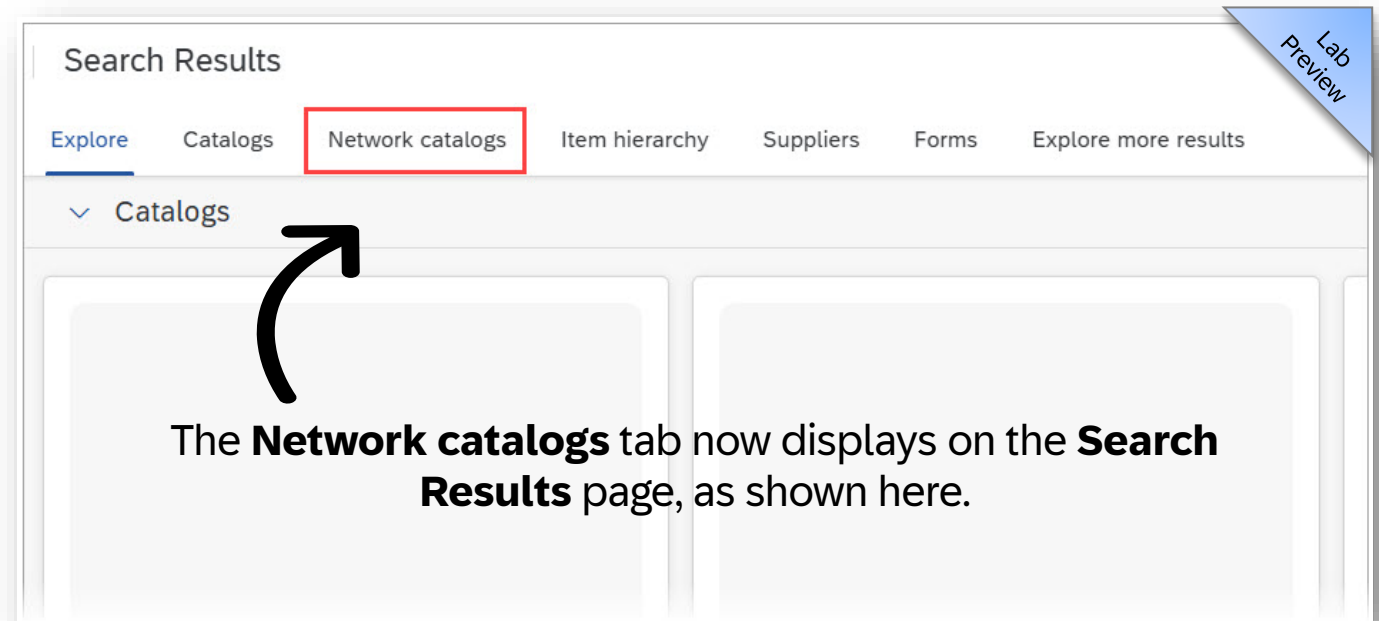 Search Results
Lab
Preview
Explore Catalogs Network catalogs Item hierarchy Suppliers Forms Explore more results
Catalogs
The Network catalogs tab now displays on the Search
Results page, as shown here.